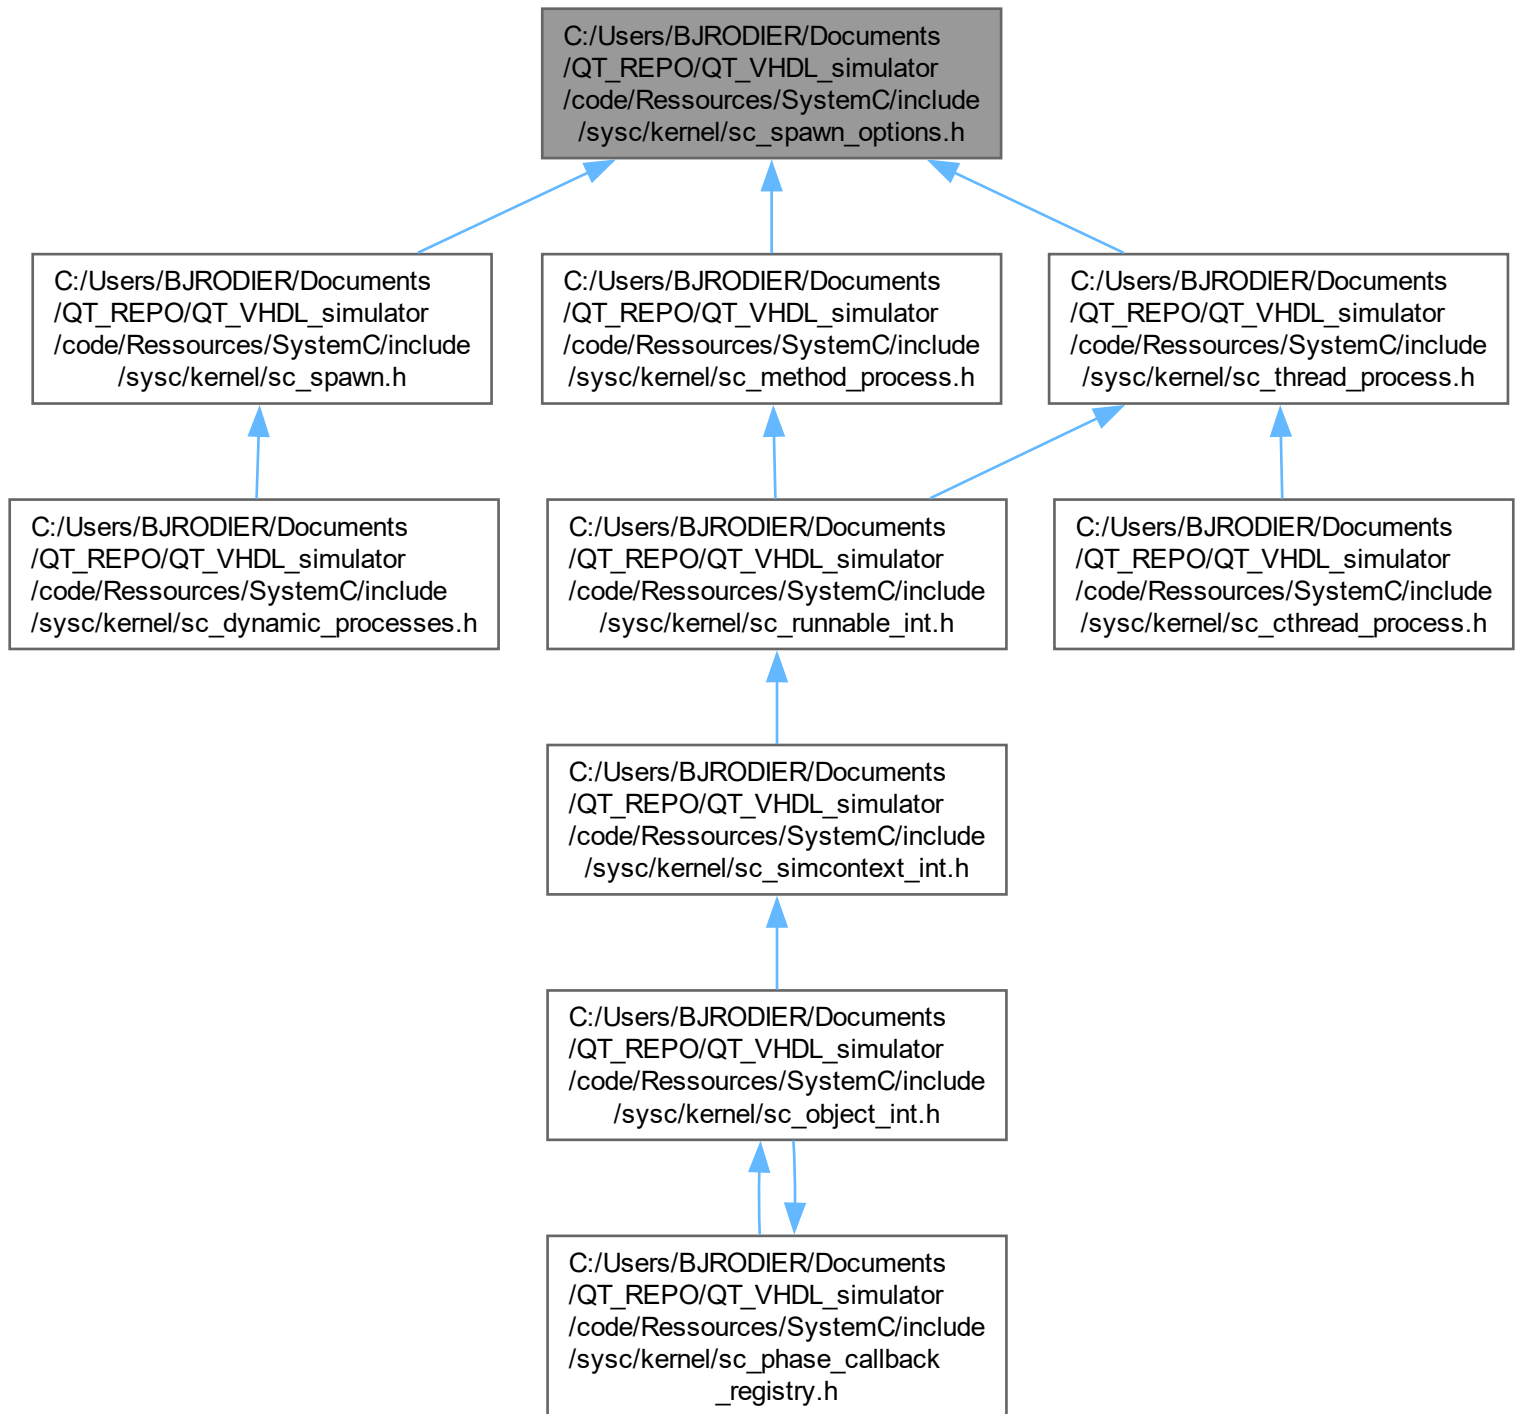 C:/Users/BJRODIER/Documents
/QT_REPO/QT_VHDL_simulator
/code/Ressources/SystemC/include
/sysc/kernel/sc_spawn_options.h
C:/Users/BJRODIER/Documents
/QT_REPO/QT_VHDL_simulator
/code/Ressources/SystemC/include
/sysc/kernel/sc_spawn.h
C:/Users/BJRODIER/Documents
/QT_REPO/QT_VHDL_simulator
/code/Ressources/SystemC/include
/sysc/kernel/sc_method_process.h
C:/Users/BJRODIER/Documents
/QT_REPO/QT_VHDL_simulator
/code/Ressources/SystemC/include
/sysc/kernel/sc_thread_process.h
C:/Users/BJRODIER/Documents
/QT_REPO/QT_VHDL_simulator
/code/Ressources/SystemC/include
/sysc/kernel/sc_dynamic_processes.h
C:/Users/BJRODIER/Documents
/QT_REPO/QT_VHDL_simulator
/code/Ressources/SystemC/include
/sysc/kernel/sc_runnable_int.h
C:/Users/BJRODIER/Documents
/QT_REPO/QT_VHDL_simulator
/code/Ressources/SystemC/include
/sysc/kernel/sc_cthread_process.h
C:/Users/BJRODIER/Documents
/QT_REPO/QT_VHDL_simulator
/code/Ressources/SystemC/include
/sysc/kernel/sc_simcontext_int.h
C:/Users/BJRODIER/Documents
/QT_REPO/QT_VHDL_simulator
/code/Ressources/SystemC/include
/sysc/kernel/sc_object_int.h
C:/Users/BJRODIER/Documents
/QT_REPO/QT_VHDL_simulator
/code/Ressources/SystemC/include
/sysc/kernel/sc_phase_callback
_registry.h